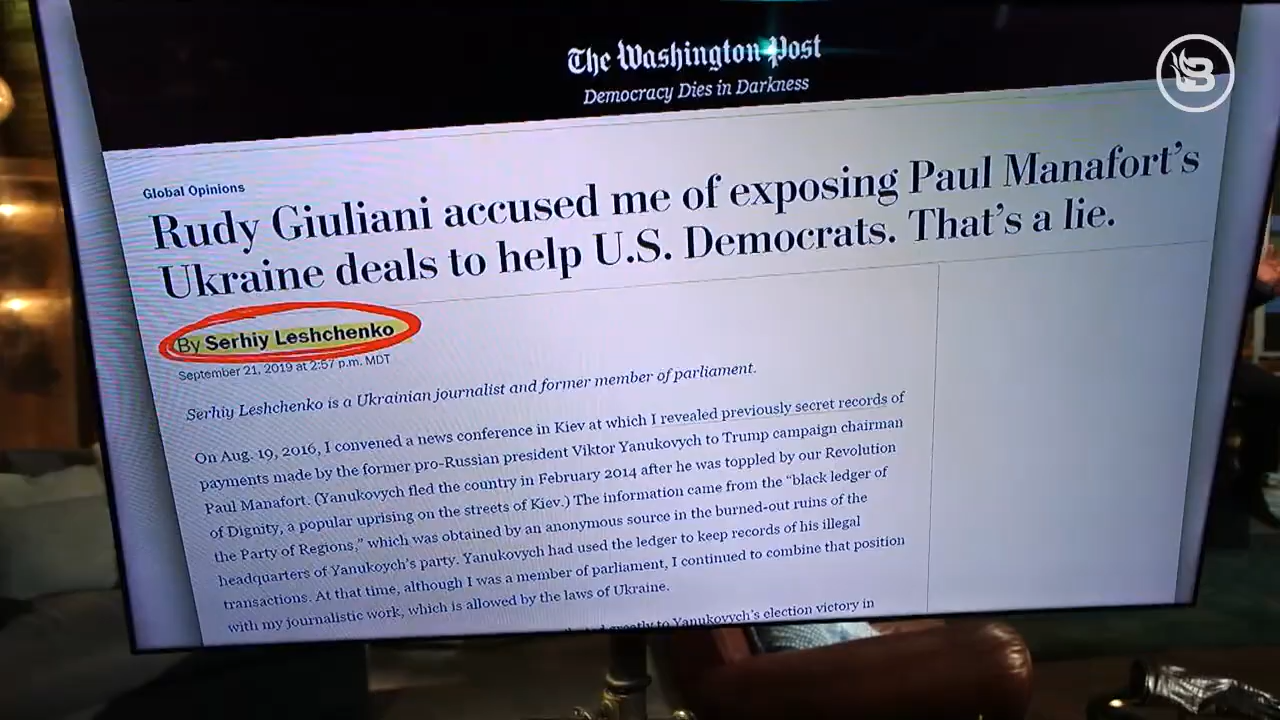 The Washington Post
Democracy Dies in Darkness
Global Opinions
Rudy Giuliani accused me of exposing Paul Manafort's
Ukraine deals to help U.S. Democrats. That's a lie.
By Serhiy Leshchenko
September 21, 2019 at 2:57 p.m. MDT
Serhiy Leshchenko is a Ukrainian journalist and former member of parliament.
On Aug. 19, 2016, I convened a news conference in Kiev at which I revealed previously secret records of
payments made by the former pro-Russian president Viktor Yanukovych to Trump campaign chairman
Paul Manafort. (Yanukovych fled the country in February 2014 after he was toppled by our Revolution
of Dignity, a popular uprising on the streets of Kiev.) The information came from the "black ledger of
the Party of Regions," which was obtained by an anonymous source in the burned-out ruins of the
headquarters of Yanukoych's party. Yanukovych had used the ledger to keep records of his illegal
transactions. At that time, although I was a member of parliament, I continued to combine that position
with my journalistic work, which is allowed by the laws of Ukraine.
greatly to Yanukovych's election victory in